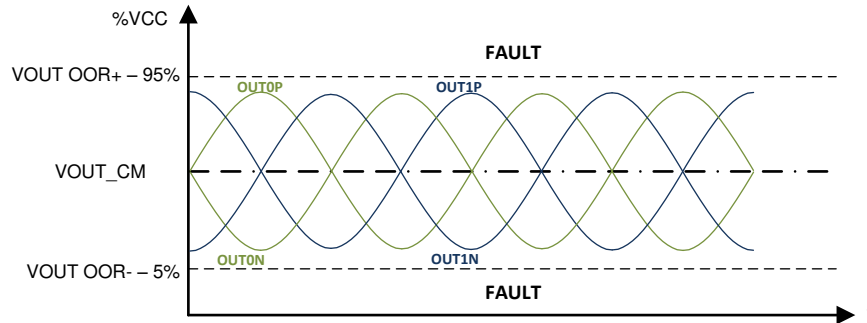 %VCC
FAULT
VOUT OOR+ – 95%
OUT0P
OUT1P
VOUT_CM
OUT0N
OUT1N
VOUT OOR- – 5%
FAULT